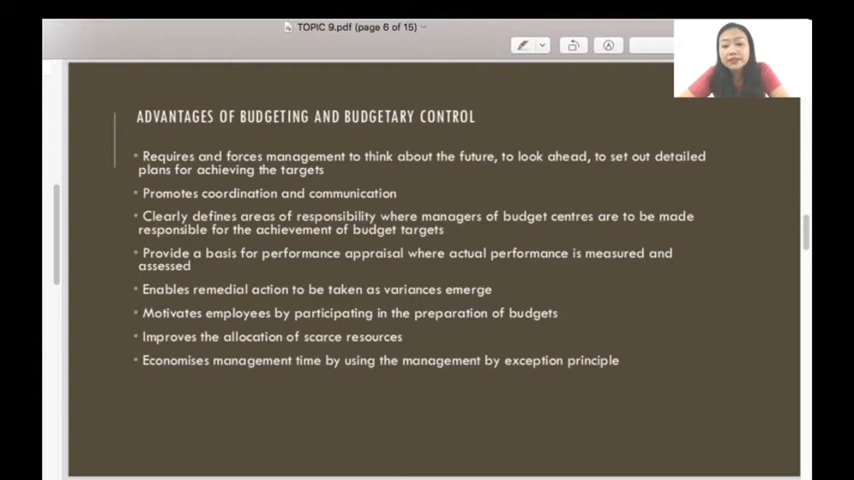 TOPIC 9.pdf (page 6 of 15)
ADVANTAGES OF BUDGETING AND BUDGETARY CONTROL
• Requires and forces management to think about the future, to look ahead, to set out detailed
plans for achieving the targets
• Promotes coordination and communication
• Clearly defines areas of responsibility where managers of budget centres are to be made
responsible for the achievement of budget targets
• Provide a basis for performance appraisal where actual performance is measured and
assessed
• Enables remedial action to be taken as variances emerge
• Motivates employees by participating in the preparation of budgets
• Improves the allocation of scarce resources
• Economises management time by using the management by exception principle